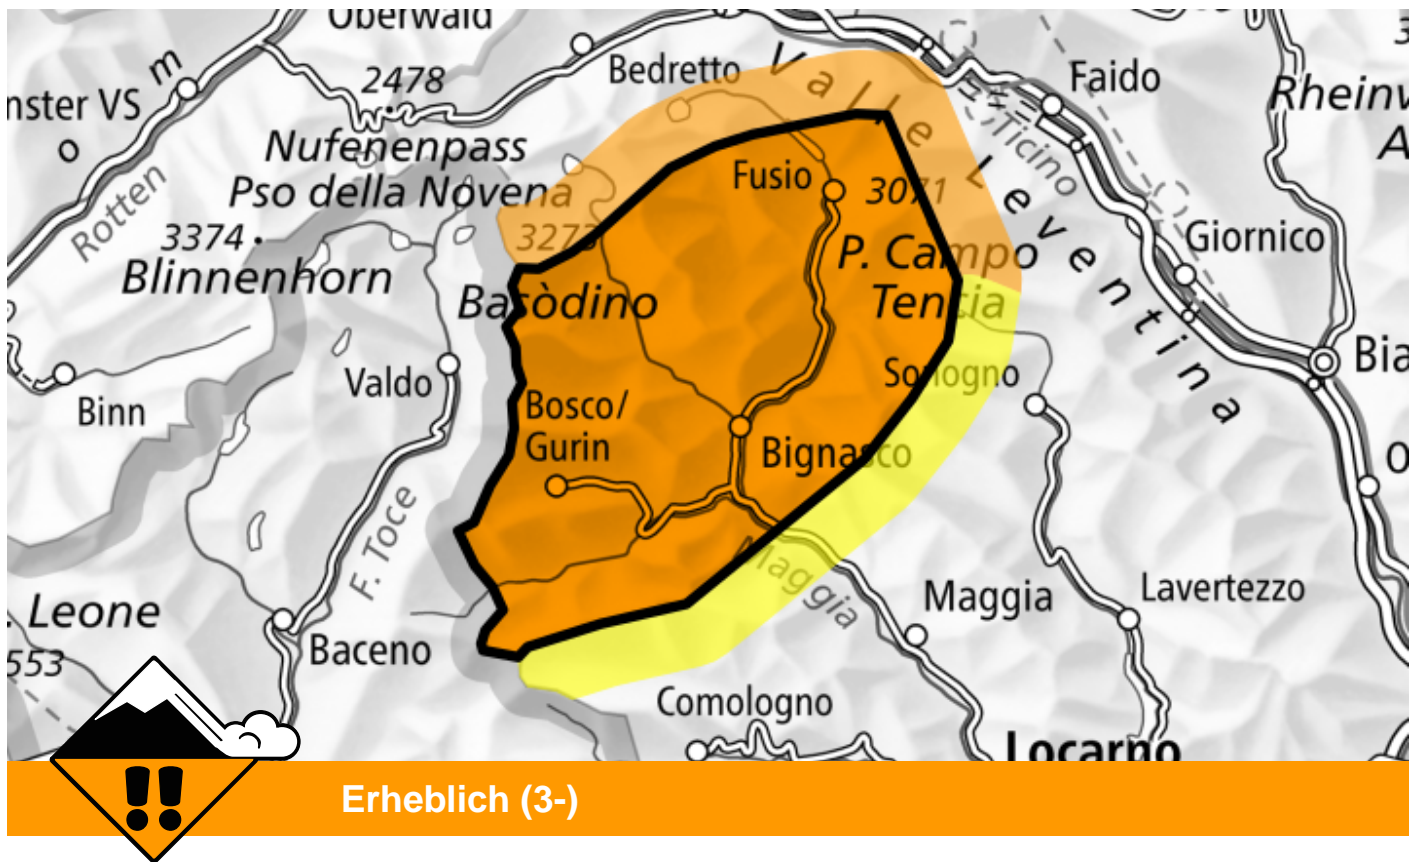 Oberwald
m
2478
Bedretto
Valle Leventina
Faido
nster VS
Rheinw
A
o
Nufenenpass
Pso della Novena
Fusio
3071
Ticino
Rotten
3374
3273
P. Campo
Tencia
Giornico
Blinnenhorn
Basòdino
Valdo
Sonogno
Bia
Binn
Bosco/
Gurin
Bignasco
O
F. Toce
Maggia
. Leone
553
Baceno
Maggia
Lavertezzo
Comologno
Locarno
!!
Erheblich (3-)